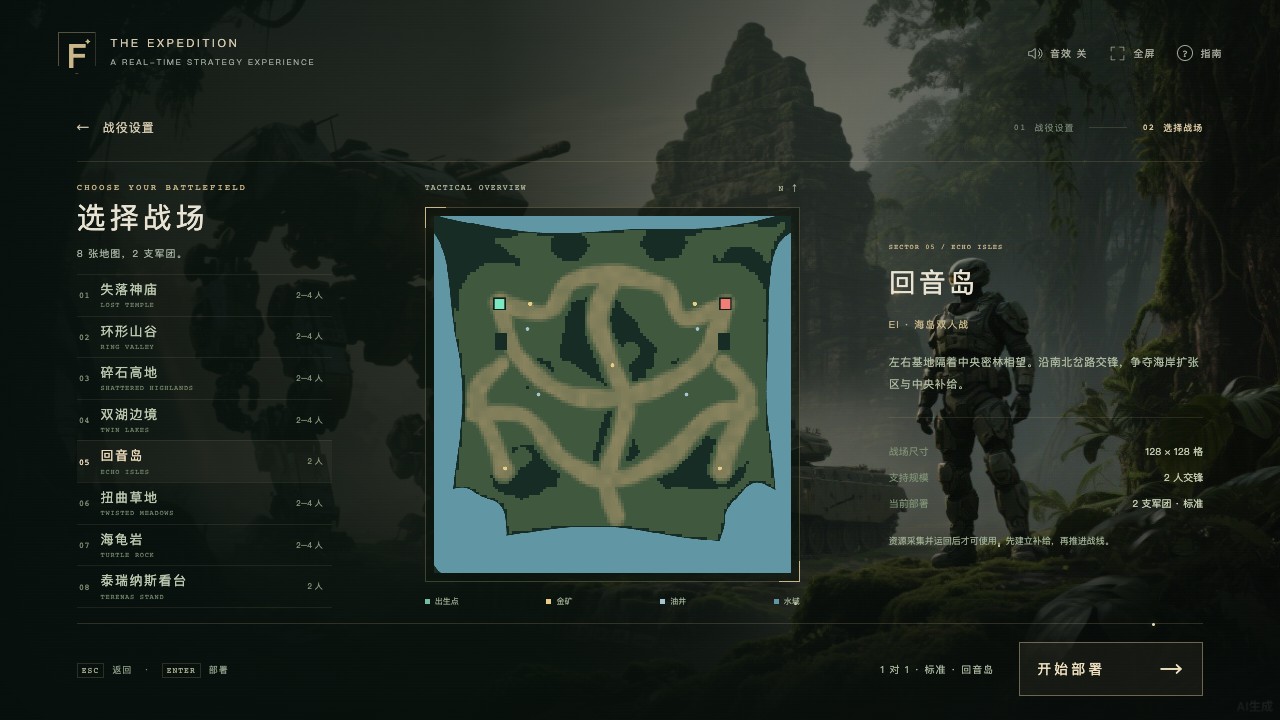 F
THE EXPEDITION
A REAL-TIME STRATEGY EXPERIENCE
音效 关
全屏
? 指南
← 战役设置
01 战役设置
02 选择战场
CHOOSE YOUR BATTLEFIELD
选择战场
8 张地图，2 支军团。
01 失落神庙 2—4 人
LOST TEMPLE
02 环形山谷 2—4 人
RING VALLEY
03 碎石高地 2—4 人
SHATTERED HIGHLANDS
04 双湖边境 2—4 人
TWIN LAKES
05 回音岛 2 人
ECHO ISLES
06 扭曲草地 2—4 人
TWISTED MEADOWS
07 海龟岩 2—4 人
TURTLE ROCK
08 泰瑞纳斯看台 2 人
TERENAS STAND
TACTICAL OVERVIEW
N ↑
出生点
金矿
油井
水域
SECTOR 05 / ECHO ISLES
回音岛
EI · 海岛双人战
左右基地隔着中央密林相望。沿南北岔路交锋，争夺海岸扩张
区与中央补给。
战场尺寸 128 × 128 格
支持规模 2 人交锋
当前部署 2 支军团 · 标准
资源采集并运回后才可使用。先建立补给，再推进战线。
ESC 返回 · ENTER 部署
1 对 1 · 标准 · 回音岛
开始部署 →
AI生成